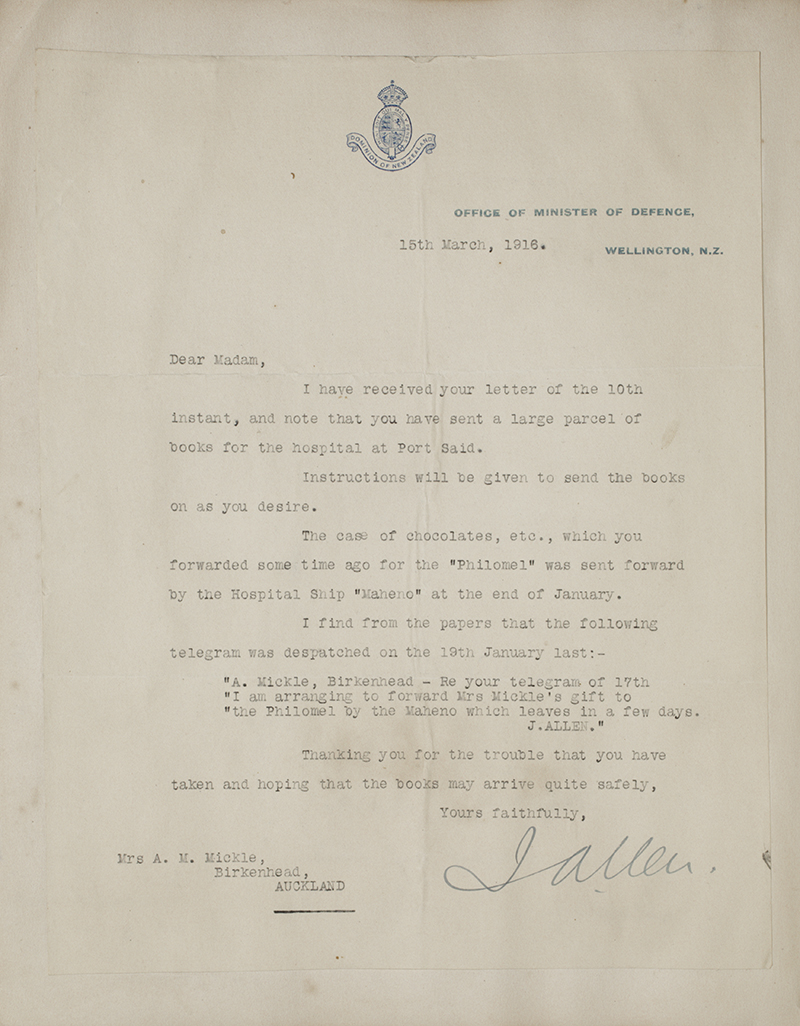 DOMINION OF NEW ZEALAND
OFFICE OF MINISTER OF DEFENCE,
15th March, 1916.
WELLINGTON, N.Z.
Dear Madam,
I have received your letter of the 10th
instant, and note that you have sent a large parcel of
books for the hospital at Port Said.
Instructions will be given to send the books
on as you desire.
The case of chocolates, etc., which you
forwarded some time ago for the "Philomel" was sent forward
by the Hospital Ship "Maheno" at the end of January.
I find from the papers that the following
telegram was despatched on the 19th January last:-
"A. Mickle, Birkenhead - Re your telegram of 17th
"I am arranging to forward Mrs Mickle's gift to
"the Philomel by the Maheno which leaves in a few days.
J.ALLEN."
Thanking you for the trouble that you have
taken and hoping that the books may arrive quite safely,
Yours faithfully,
J Allen.
Mrs A. M. Mickle,
Birkenhead,
AUCKLAND